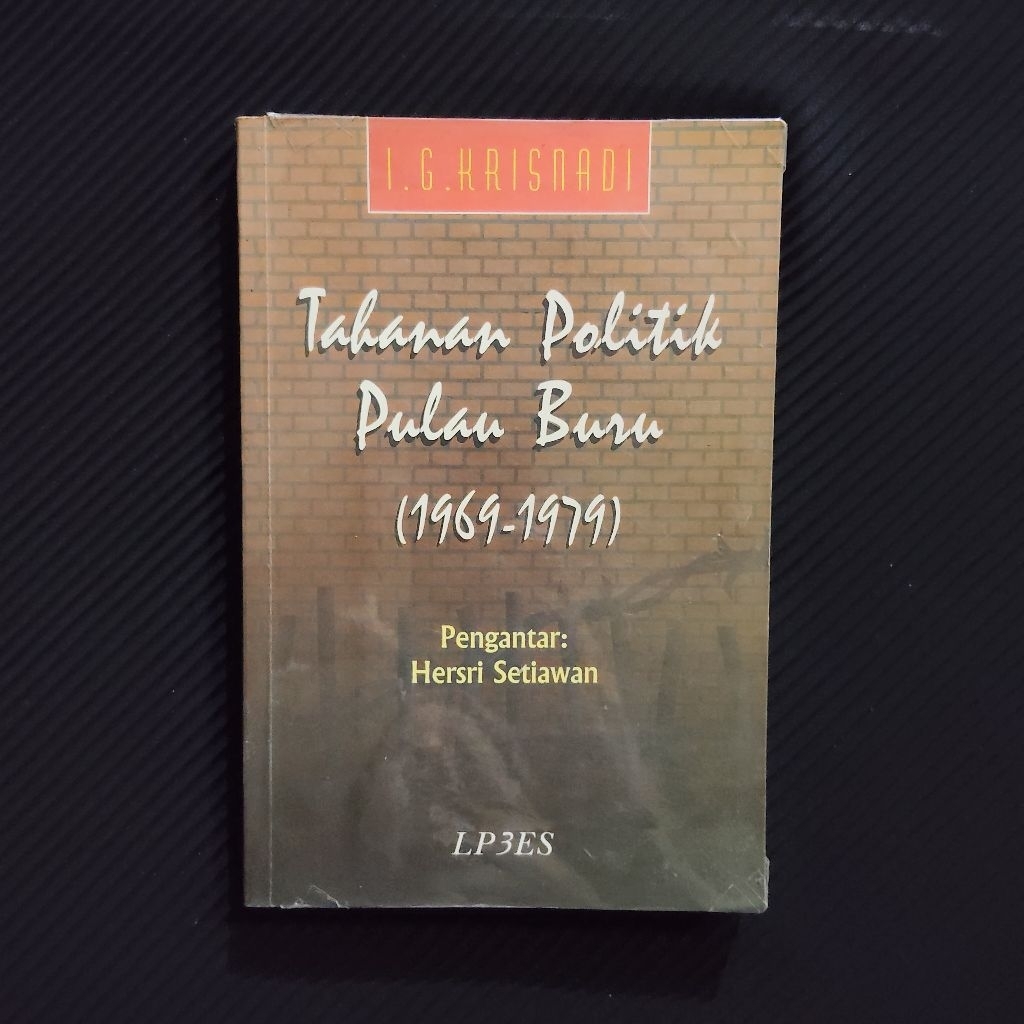 I.G.KRISNADI
Tahanan Politik
Pulau Buru
(1969-1979)
Pengantar:
Hersri Setiawan
LP3ES